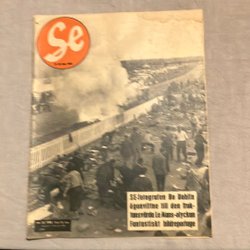 Se
SE-fotografen Bo Dahlin
ögonvittne till den fruk-
tansvärda Le Mans-olyckan
Fantastiskt bildreportage